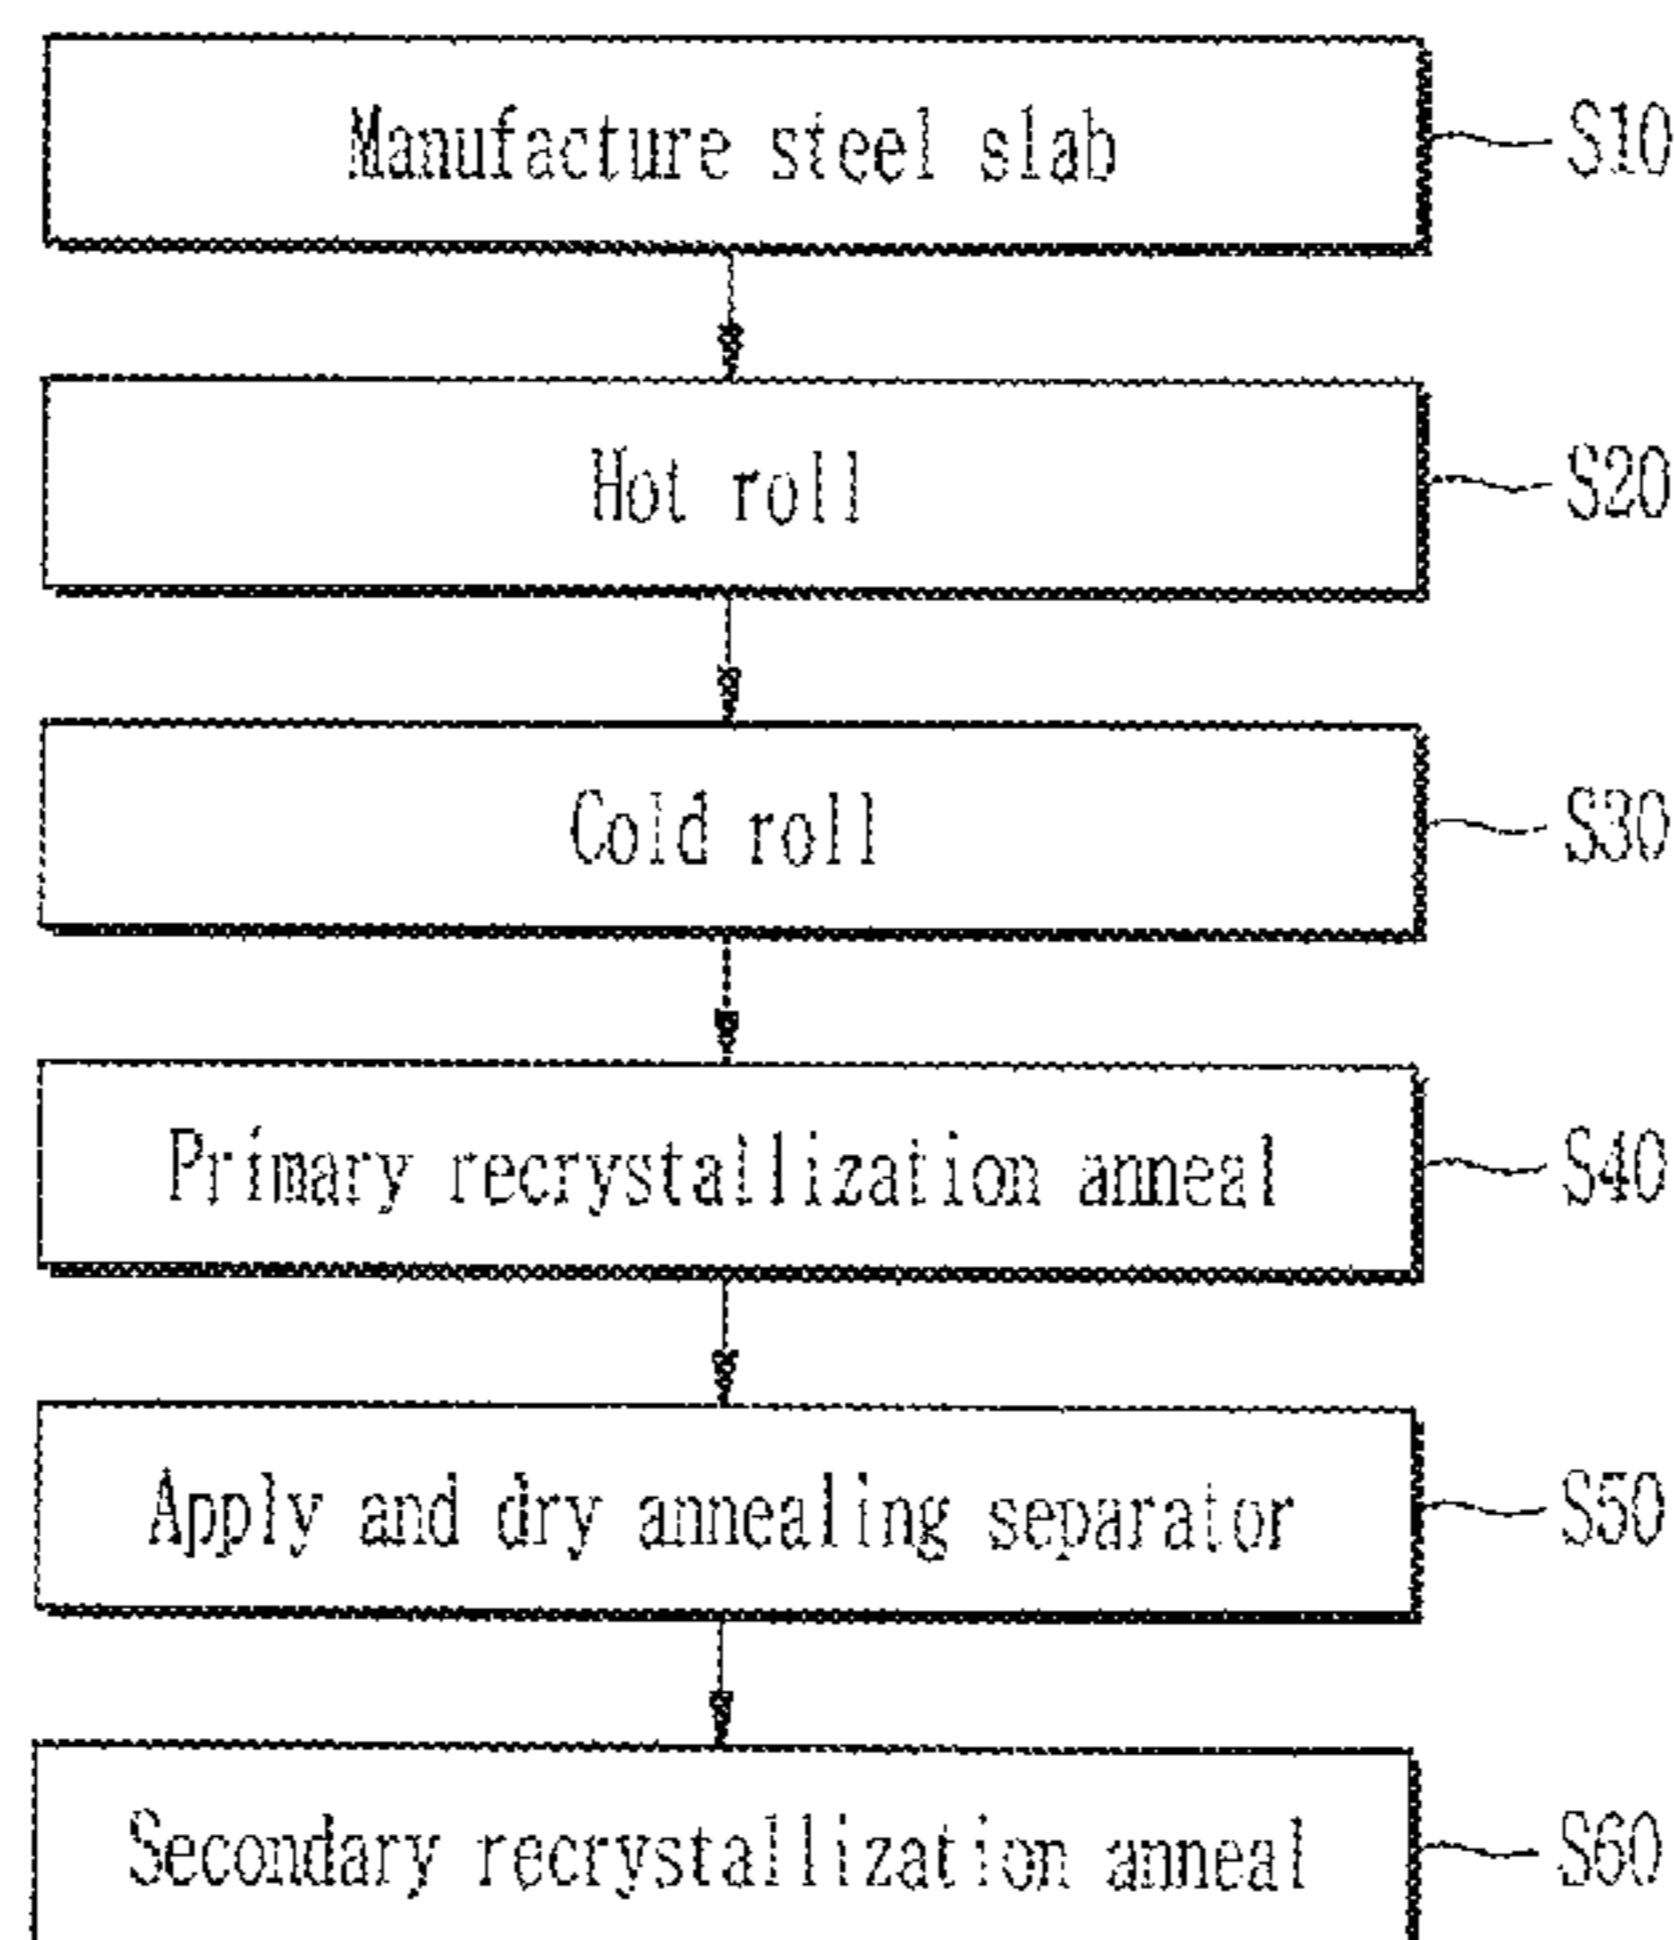 Manufacture steel slab S10
Hot roll S20
Cold roll S30
Primary recrystallization anneal S40
Apply and dry annealing separator S50
Secondary recrystallization anneal S60